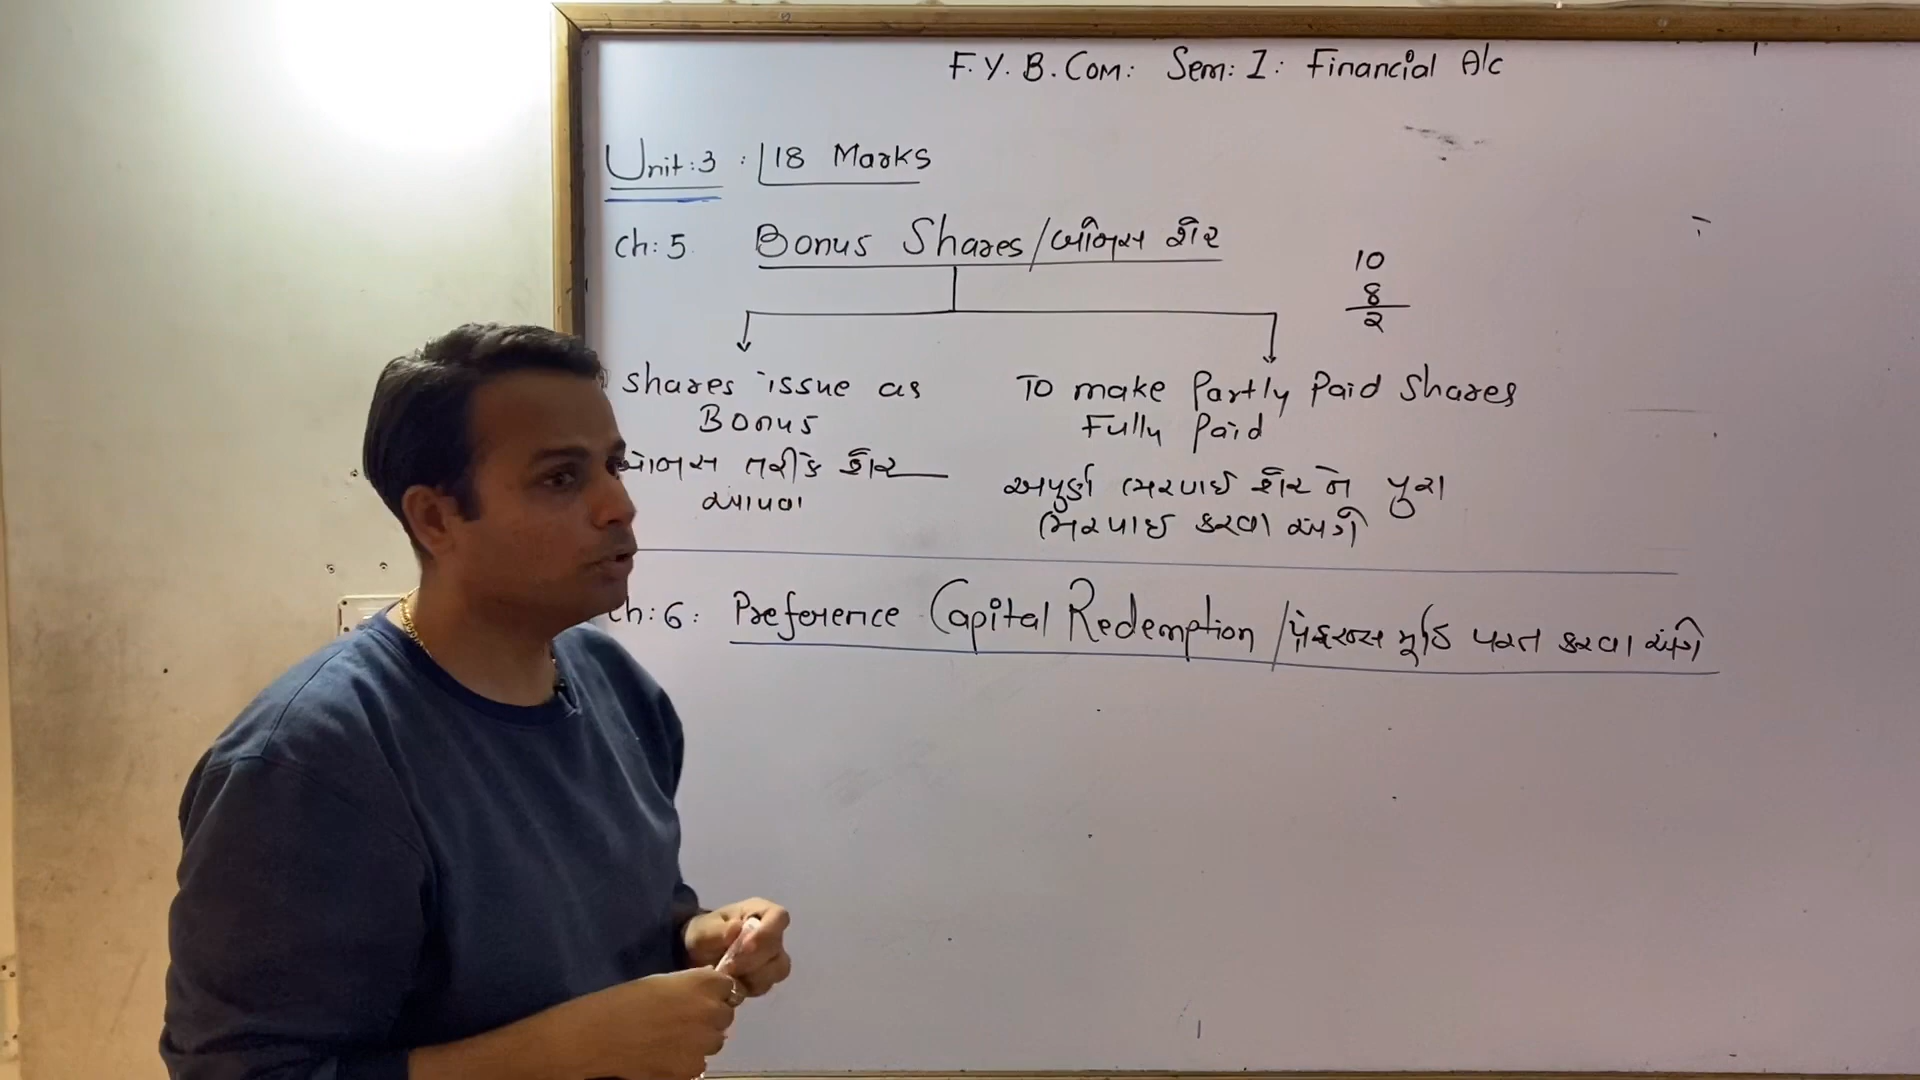 F.Y.B.Com: Sem: I: Financial A/c
Unit:3 : 18 Marks
Ch: 5. Bonus Shares/બોનસ શેર
10
8
2
Shares issue as
Bonus
બોનસ તરીકે શેર
આપવા
To make Partly Paid Shares
Fully Paid
અપુર્ણ ભરપાઈ શેર ને પુરા
ભરપાઈ કરવા અંગે
Ch: 6: Preference Capital Redemption / પ્રેફરન્સ મૂડિ પરત કરવા અંગે